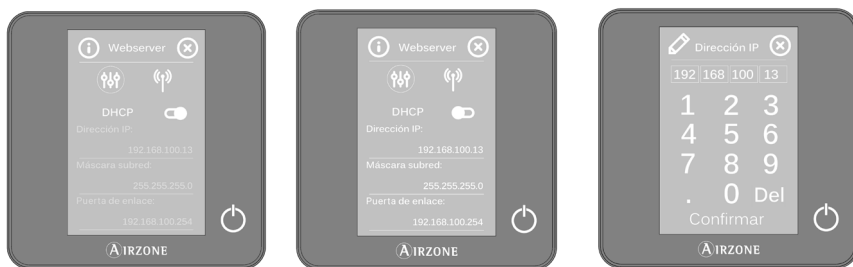 Webserver
DHCP
Dirección IP:
192.168.100.13
Máscara subred:
255.255.255.0
Puerta de enlace:
192.168.100.254
AIRZONE
Webserver
DHCP
Dirección IP:
192.168.100.13
Máscara subred:
255.255.255.0
Puerta de enlace:
192.168.100.254
AIRZONE
Dirección IP
192 168 100 13
1 2 3
4 5 6
7 8 9
. 0 Del
Confirmar
AIRZONE